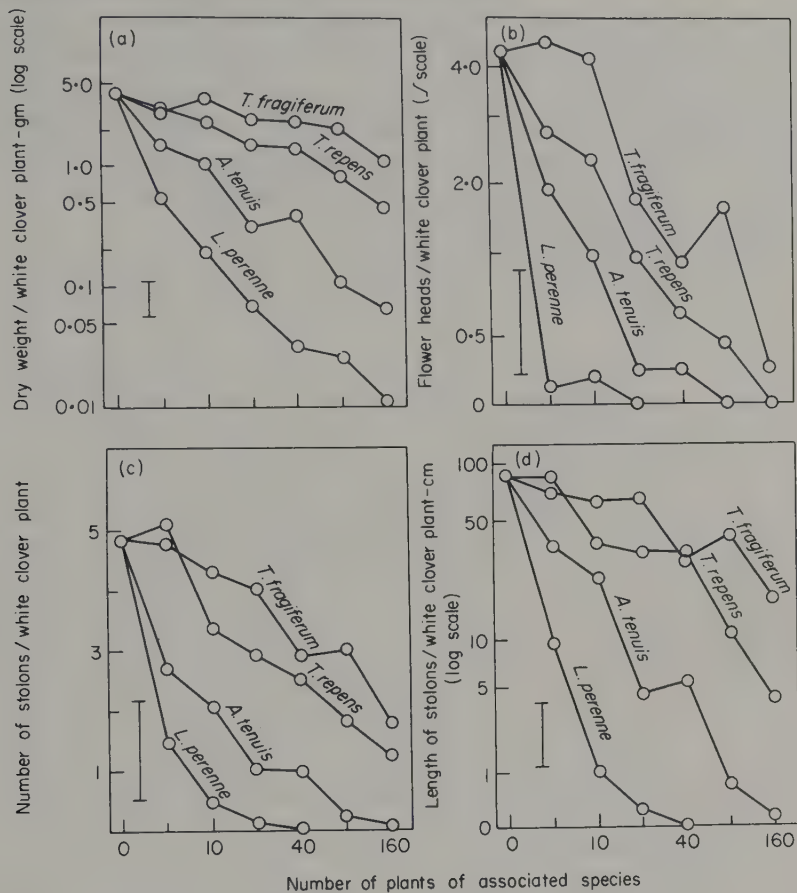 (a)
Dry weight / white clover plant - gm (log scale)
5·0
1·0
0·5
0·1
0·05
0·01
T. fragiferum
T. repens
A. tenuis
L. perenne
(b)
Flower heads / white clover plant (√ scale)
4·0
2·0
0·5
0
T. fragiferum
T. repens
A. tenuis
L. perenne
(c)
Number of stolons / white clover plant
5
3
1
T. fragiferum
T. repens
A. tenuis
L. perenne
0 10 40 160
(d)
Length of stolons / white clover plant - cm
(log scale)
100
50
10
5
1
0
T. fragiferum
T. repens
A. tenuis
L. perenne
0 10 40 160
Number of plants of associated species